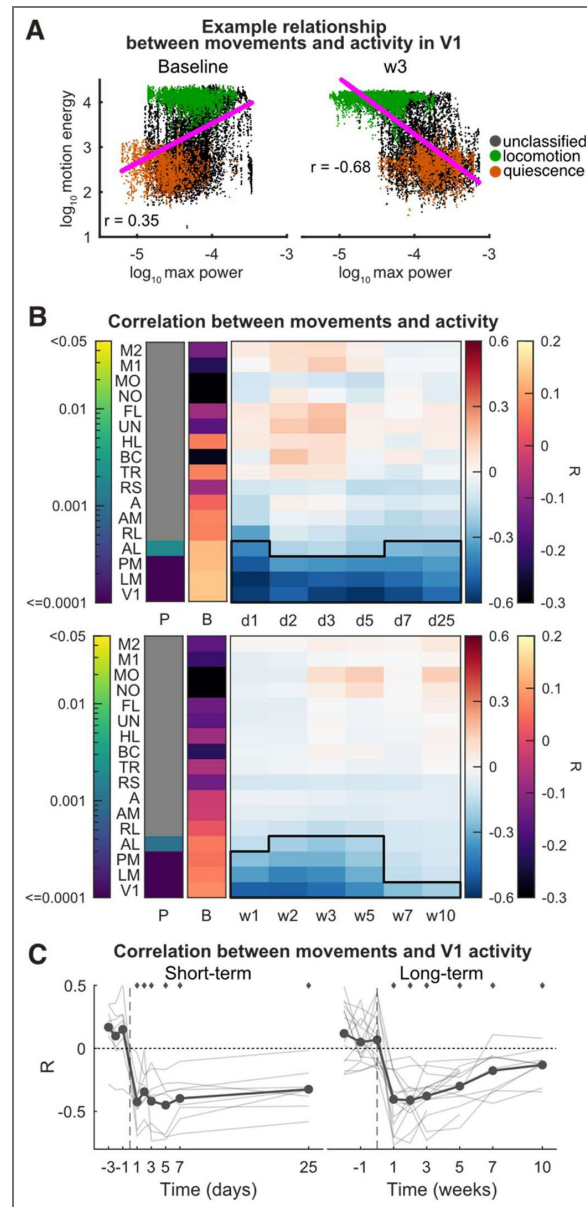 A
Example relationship
between movements and activity in V1
Baseline
w3
log10 motion energy
4
3
2
1
r = 0.35
r = -0.68
unclassified
locomotion
quiescence
-5 -4 -3
-5 -4 -3
log10 max power
log10 max power
B
Correlation between movements and activity
<0.05
0.01
0.001
<=0.0001
M2
M1
MO
NO
FL
UN
HL
BC
TR
RS
A
AM
RL
AL
PM
LM
V1
0.6
0.3
0
-0.3
-0.6
0.2
0.1
0
-0.1
-0.2
-0.3
R
P B d1 d2 d3 d5 d7 d25
<0.05
0.01
0.001
<=0.0001
M2
M1
MO
NO
FL
UN
HL
BC
TR
RS
A
AM
RL
AL
PM
LM
V1
0.6
0.3
0
-0.3
-0.6
0.2
0.1
0
-0.1
-0.2
-0.3
R
P B w1 w2 w3 w5 w7 w10
C
Correlation between movements and V1 activity
Short-term
Long-term
R
0.5
0
-0.5
-3 -1 1 3 5 7 25
-1 1 3 5 7 10
Time (days)
Time (weeks)